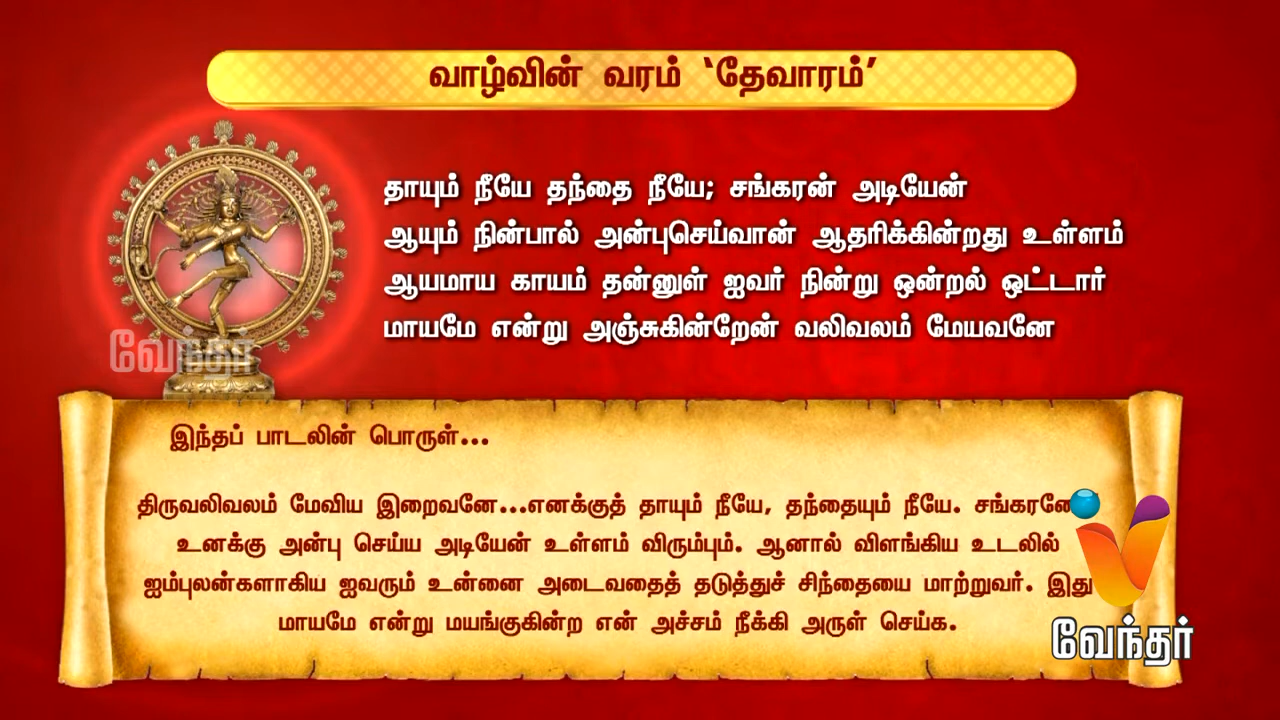 வாழ்வின் வரம் ‘தேவாரம்’
தாயும் நீயே தந்தை நீயே; சங்கரன் அடியேன்
ஆயும் நின்பால் அன்புசெய்வான் ஆதரிக்கின்றது உள்ளம்
ஆயமாய காயம் தன்னுள் ஐவர் நின்று ஒன்றல் ஒட்டார்
மாயமே என்று அஞ்சுகின்றேன் வலிவலம் மேயவனே
வேந்தர்
இந்தப் பாடலின் பொருள்...
திருவலிவலம் மேவிய இறைவனே...எனக்குத் தாயும் நீயே, தந்தையும் நீயே. சங்கரனே
உனக்கு அன்பு செய்ய அடியேன் உள்ளம் விரும்பும். ஆனால் விளங்கிய உடலில்
ஐம்புலன்களாகிய ஐவரும் உன்னை அடைவதைத் தடுத்துச் சிந்தையை மாற்றுவர். இது
மாயமே என்று மயங்குகின்ற என் அச்சம் நீக்கி அருள் செய்க.
வேந்தர்